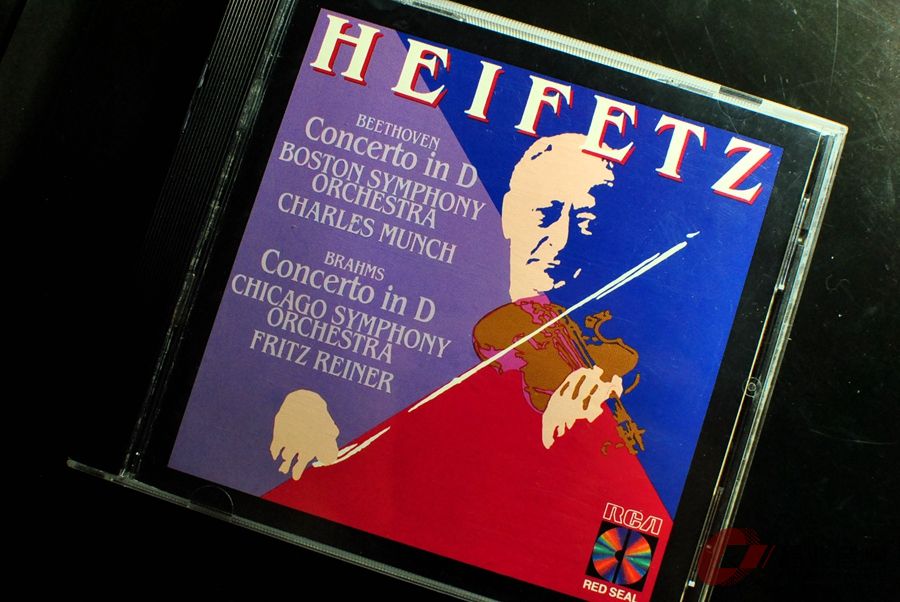 HEIFETZ
BEETHOVEN
Concerto in D
BOSTON SYMPHONY
ORCHESTRA
CHARLES MUNCH
BRAHMS
Concerto in D
CHICAGO SYMPHONY
ORCHESTRA
FRITZ REINER
RCA
RED SEAL